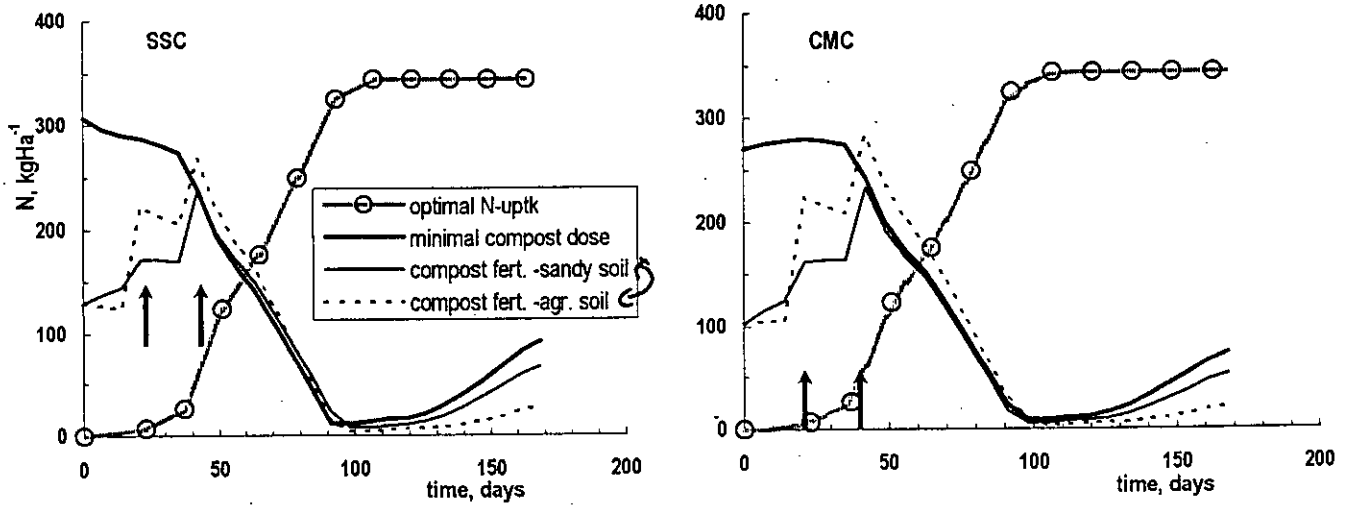 SSC
400
300
200
100
0
N, kgHa⁻¹
optimal N-uptk
minimal compost dose
compost fert. -sandy soil
compost fert. -agr. soil
0 50 100 150 200
time, days
CMC
400
300
200
100
0
0 50 100 150 200
time, days